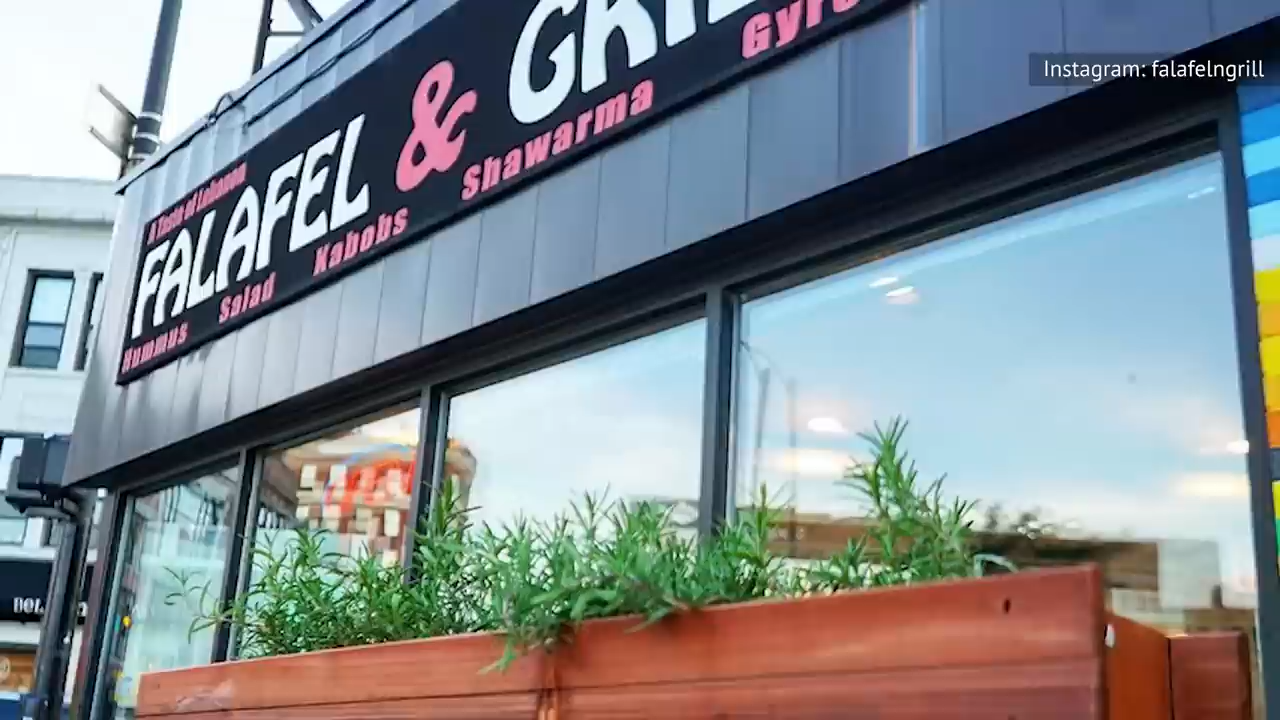 Instagram: falafelngrill
A Taste of Lebanon
FALAFEL & GRI
Hummus Salad Kabobs Shawarma Gyro